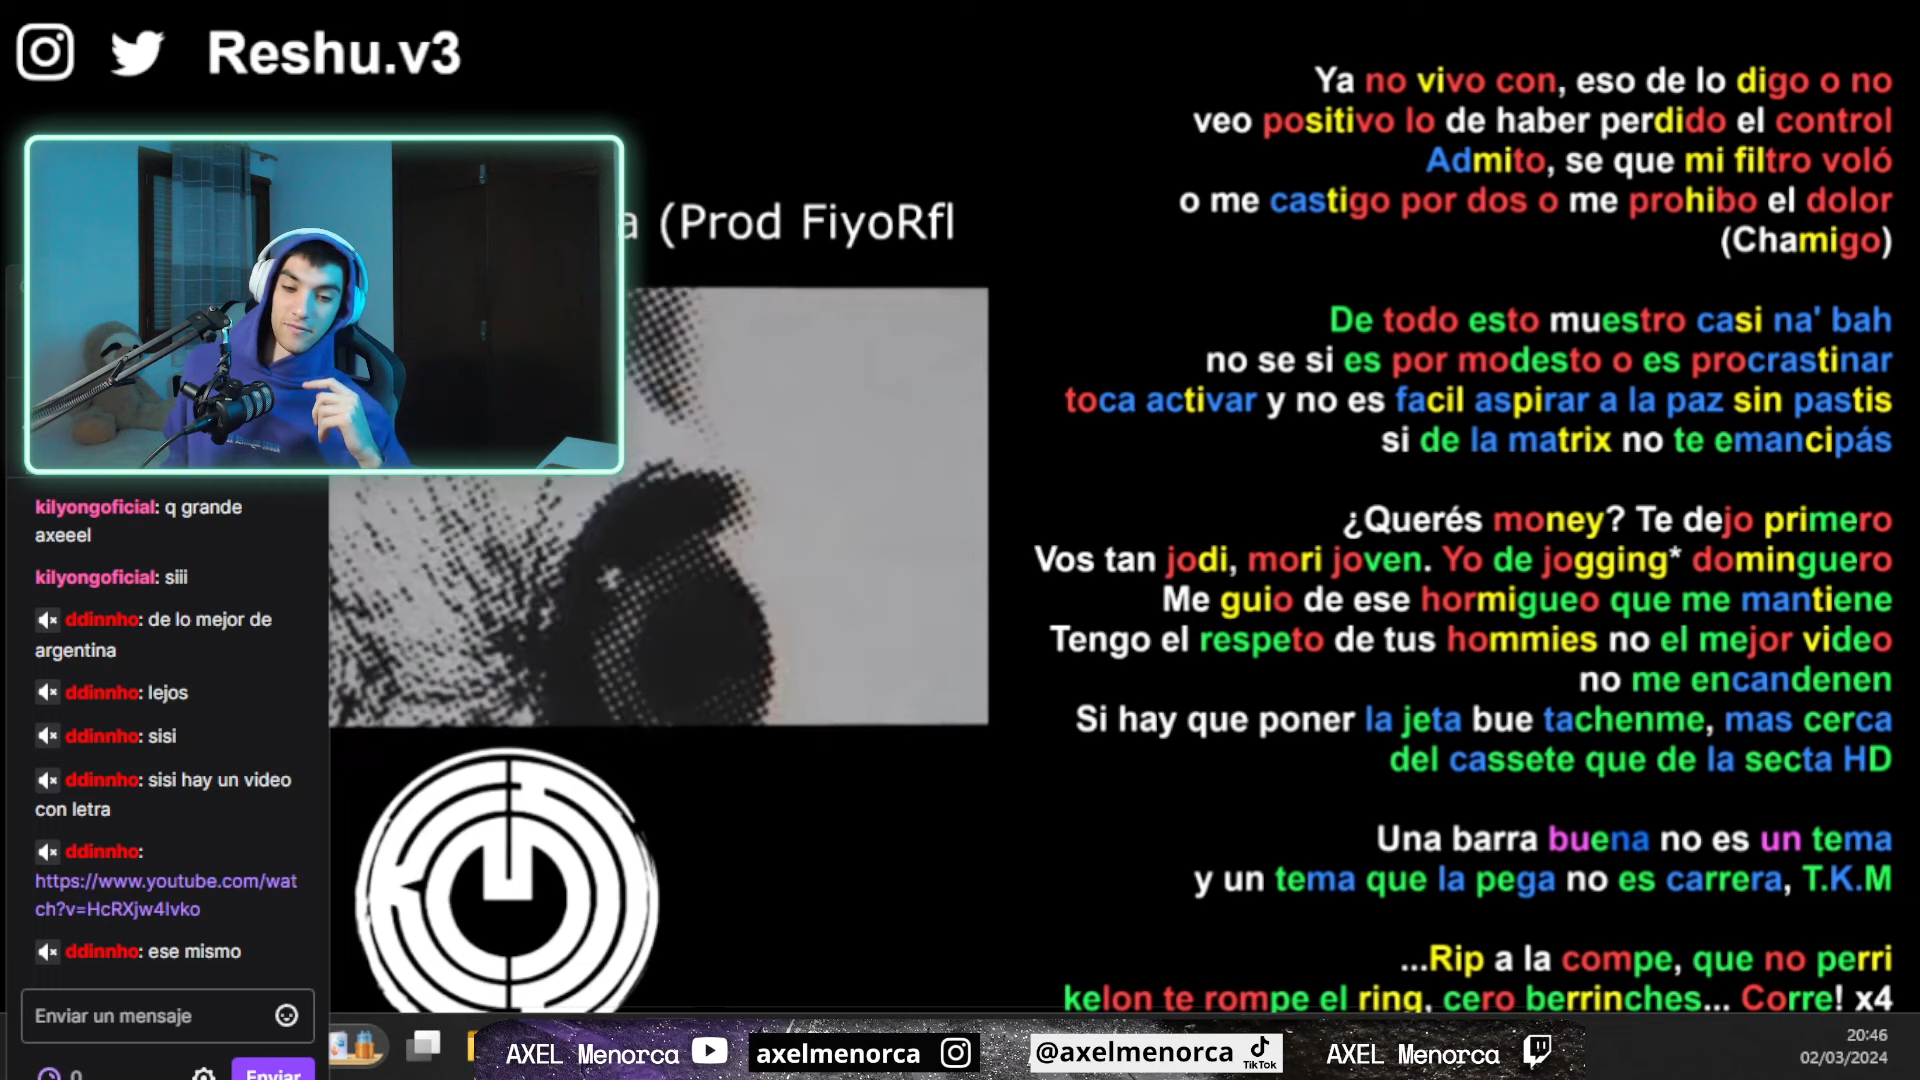 Reshu.v3
a (Prod FiyoRfl
Ya no vivo con, eso de lo digo o no
veo positivo lo de haber perdido el control
Admito, se que mi filtro voló
o me castigo por dos o me prohibo el dolor
(Chamigo)
De todo esto muestro casi na' bah
no se si es por modesto o es procrastinar
toca activar y no es facil aspirar a la paz sin pastis
si de la matrix no te emancipás
¿Querés money? Te dejo primero
Vos tan jodi, mori joven. Yo de jogging* dominguero
Me guio de ese hormigueo que me mantiene
Tengo el respeto de tus hommies no el mejor video
no me encandenen
Si hay que poner la jeta bue tachenme, mas cerca
del cassete que de la secta HD
Una barra buena no es un tema
y un tema que la pega no es carrera, T.K.M
...Rip a la compe, que no perri
kelon te rompe el ring, cero berrinches... Corre! x4
kilyongoficial: q grande
axeeel
kilyongoficial: siii
ddinnho: de lo mejor de
argentina
ddinnho: lejos
ddinnho: sisi
ddinnho: sisi hay un video
con letra
ddinnho:
https://www.youtube.com/wat
ch?v=HcRXjw4Ivko
ddinnho: ese mismo
Enviar un mensaje
0
Enviar
AXEL Menorca
axelmenorca
@axelmenorca
TikTok
AXEL Menorca
20:46
02/03/2024